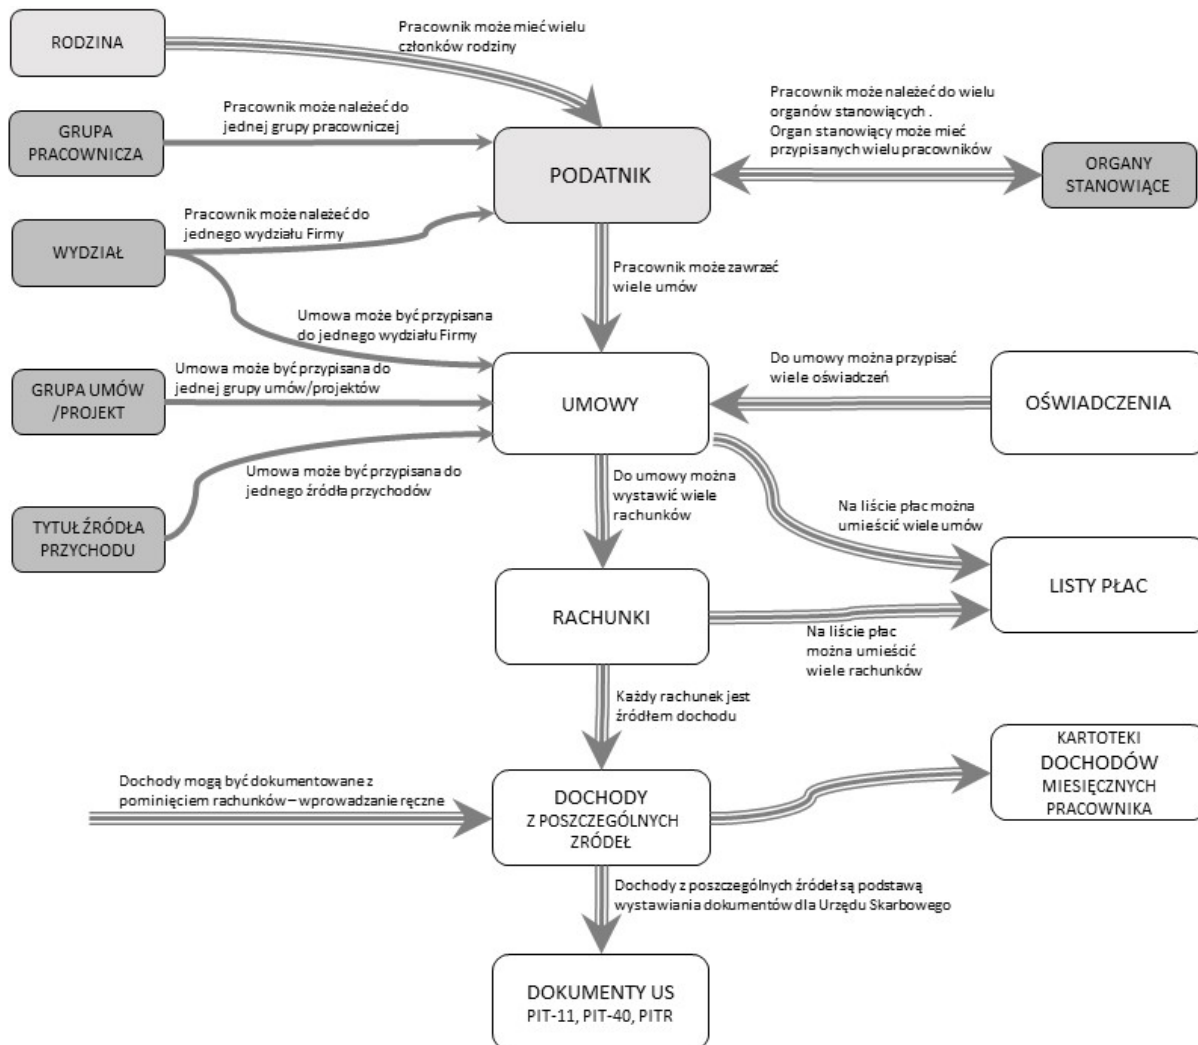 RODZINA
Pracownik może mieć wielu
członków rodziny
GRUPA
PRACOWNICZA
Pracownik może należeć do
jednej grupy pracowniczej
PODATNIK
Pracownik może należeć do wielu
organów stanowiących .
Organ stanowiący może mieć
przypisanych wielu pracowników
ORGANY
STANOWIĄCE
WYDZIAŁ
Pracownik może należeć do
jednego wydziału Firmy
Pracownik może zawrzeć
wiele umów
Umowa może być przypisana
do jednego wydziału Firmy
GRUPA UMÓW
/PROJEKT
Umowa może być przypisana do
jednej grupy umów/projektów
UMOWY
Do umowy można przypisać
wiele oświadczeń
OŚWIADCZENIA
TYTUŁ ŹRÓDŁA
PRZYCHODU
Umowa może być przypisana do
jednego źródła przychodów
Do umowy można
wystawić wiele
rachunków
Na liście płac można
umieścić wiele umów
LISTY PŁAC
RACHUNKI
Na liście płac
można umieścić
wiele rachunków
Każdy rachunek jest
źródłem dochodu
Dochody mogą być dokumentowane z
pominięciem rachunków – wprowadzanie ręczne
DOCHODY
Z POSZCZEGÓLNYCH
ZRÓDEŁ
KARTOTEKI
DOCHODÓW
MIESIĘCZNYCH
PRACOWNIKA
Dochody z poszczególnych źródeł są podstawą
wystawiania dokumentów dla Urzędu Skarbowego
DOKUMENTY US
PIT-11, PIT-40, PITR